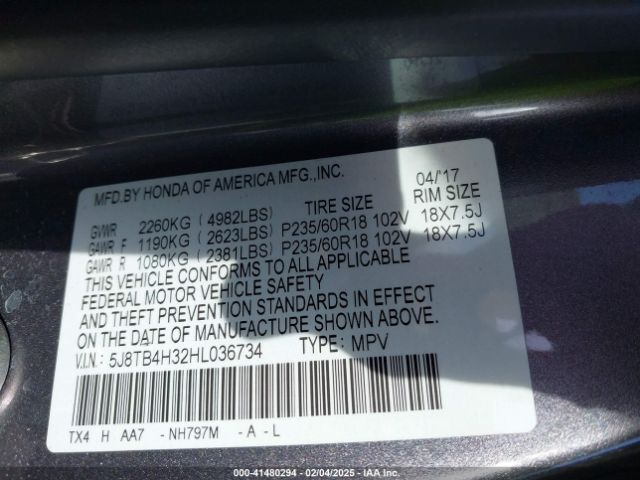 MFD.BY HONDA OF AMERICA MFG.,INC. 04/'17
GVWR 2260KG ( 4982LBS) TIRE SIZE RIM SIZE
GAWR F 1190KG ( 2623LBS) P235/60R18 102V 18X7.5J
GAWR R 1080KG ( 2381LBS) P235/60R18 102V 18X7.5J
THIS VEHICLE CONFORMS TO ALL APPLICABLE
FEDERAL MOTOR VEHICLE SAFETY
AND THEFT PREVENTION STANDARDS IN EFFECT
ON THE DATE OF MANUFACTURE SHOWN ABOVE.
V.I.N.: 5J8TB4H32HL036734 TYPE: MPV
TX4 H AA7 -NH797M -A-L
000-41480294 - 02/04/2025 - IAAI.COM